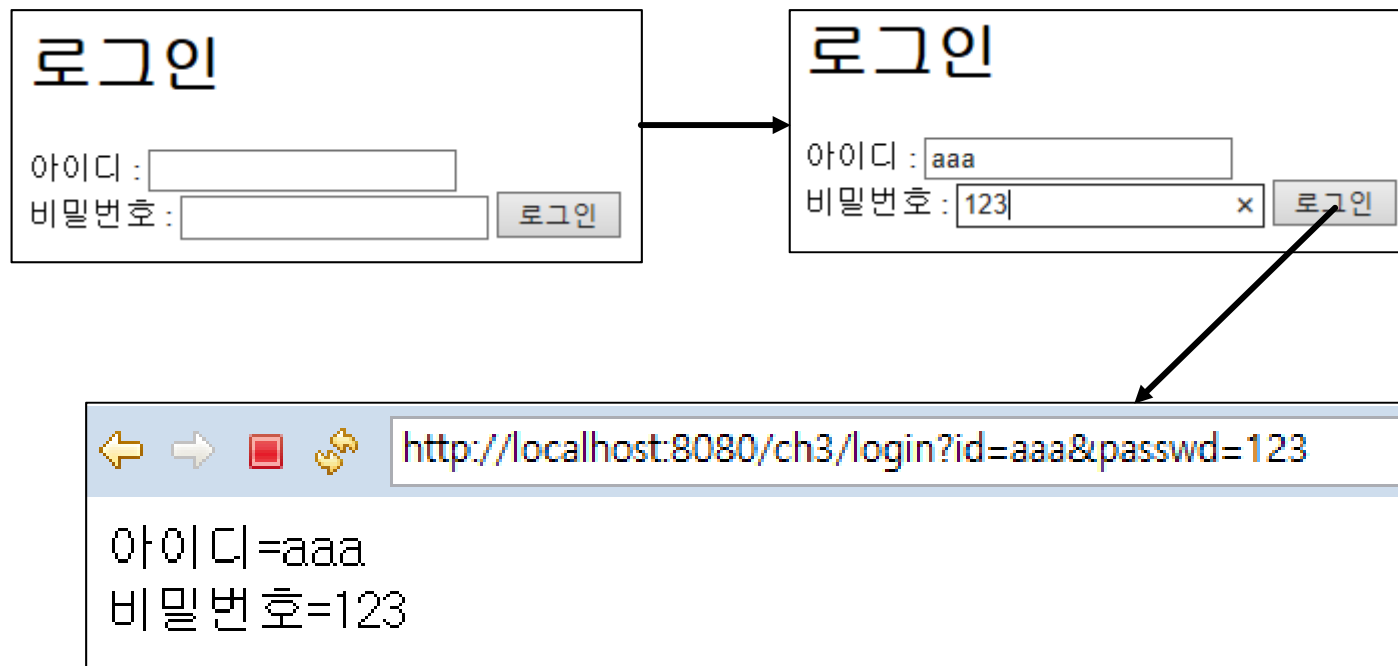 로그인
아이디 :
비밀번호 : 로그인
로그인
아이디 : aaa
비밀번호 : 123 × 로그인
http://localhost:8080/ch3/login?id=aaa&passwd=123
아이디=aaa
비밀번호=123